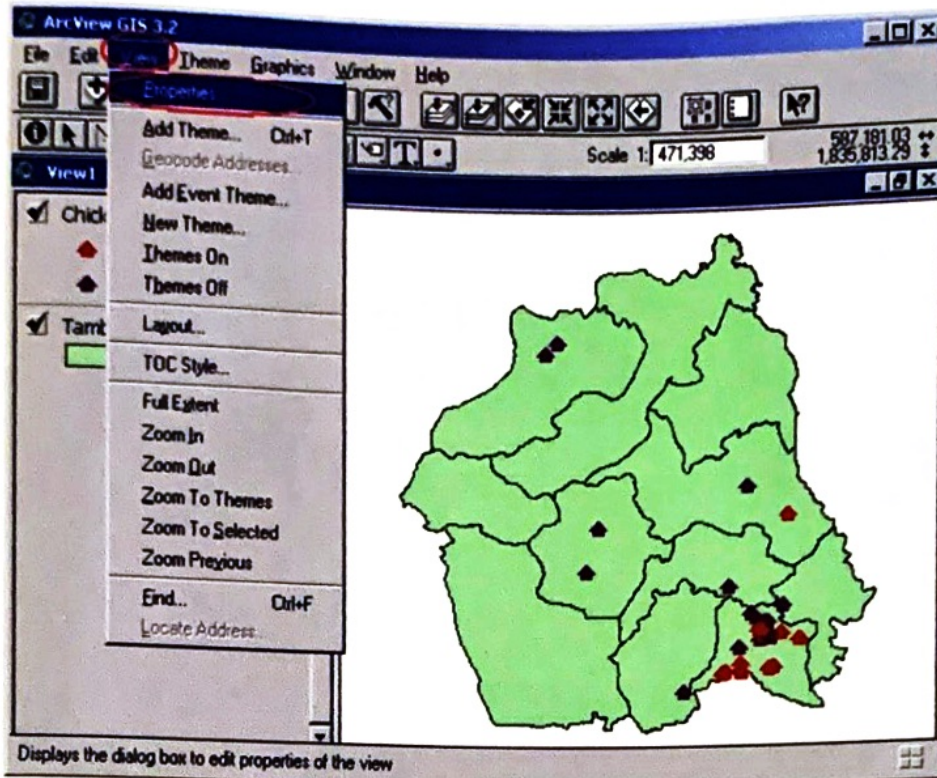 ArcView GIS 3.2
File Edit View Theme Graphics Window Help
Scale 1: 471,398
587,181.03
1,835,813.29
View1
Chick
Tamb
Properties...
Add Theme... Ctrl+T
Geocode Addresses...
Add Event Theme...
New Theme...
Themes On
Themes Off
Layout...
TOC Style...
Full Extent
Zoom In
Zoom Out
Zoom To Themes
Zoom To Selected
Zoom Previous
Find... Ctrl+F
Locate Address...
Displays the dialog box to edit properties of the view